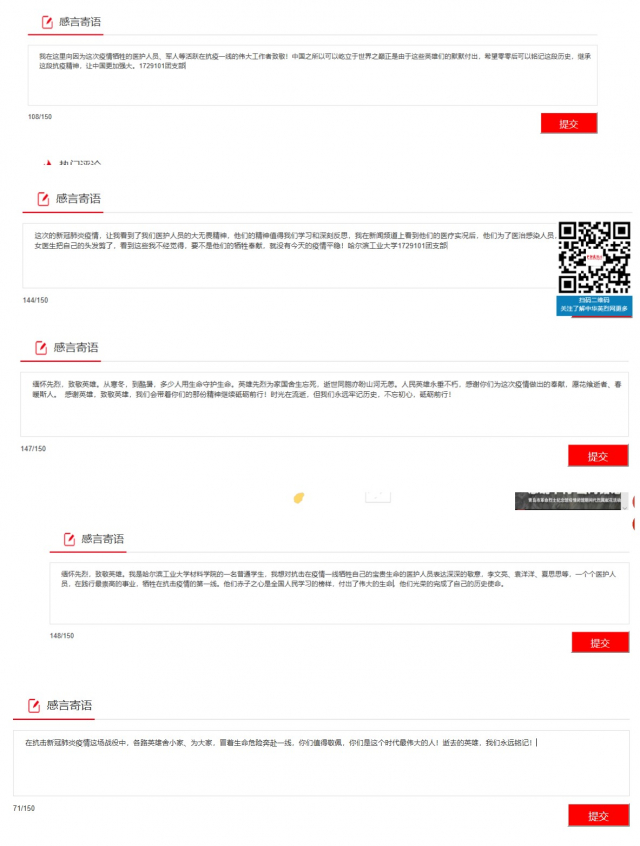 感言寄语
我在这里向因为这次疫情牺牲的医护人员、军人等活跃在抗疫一线的伟大工作者致敬！中国之所以可以屹立于世界之巅正是由于这些英雄们的默默付出，希望零零后可以铭记这段历史，继承
这段抗疫精神，让中国更加强大。1729101团支部
108/150
提交
热门评论
感言寄语
这次的新冠肺炎疫情，让我看到了我们医护人员的大无畏精神，他们的精神值得我们学习和深刻反思，我在新闻频道上看到他们的医疗实况后，他们为了医治感染人员，
女医生把自己的头发剪了，看到这些我不经觉得，要不是他们的牺牲奉献，就没有今天的疫情平稳！哈尔滨工业大学1729101团支部
144/150
扫码二维码
关注了解中华英烈网更多
感言寄语
缅怀先烈，致敬英雄。从寒冬，到酷暑，多少人用生命守护生命。英雄先烈为家国舍生忘死，逝世同胞亦盼山河无恙。人民英雄永垂不朽，感谢你们为这次疫情做出的奉献，愿花飨逝者、春
暖斯人。 感谢英雄，致敬英雄，我们会带着你们的那份精神继续砥砺前行！时光在流逝，但我们永远牢记历史，不忘初心，砥砺前行！
147/150
提交
感言寄语
缅怀先烈，致敬英雄。我是哈尔滨工业大学材料学院的一名普通学生，我想对抗击在疫情一线牺牲自己的宝贵生命的医护人员表达深深的敬意，李文亮、袁洋洋、夏思思等，一个个医护人
员，在践行最崇高的事业，牺牲在抗击疫情的第一线。他们赤子之心是全国人民学习的榜样，付出了伟大的生命，他们光荣的完成了自己的历史使命。
148/150
提交
感言寄语
在抗击新冠肺炎疫情这场战役中，各路英雄舍小家、为大家，冒着生命危险奔赴一线，你们值得敬佩，你们是这个时代最伟大的人！逝去的英雄，我们永远铭记！
71/150
提交